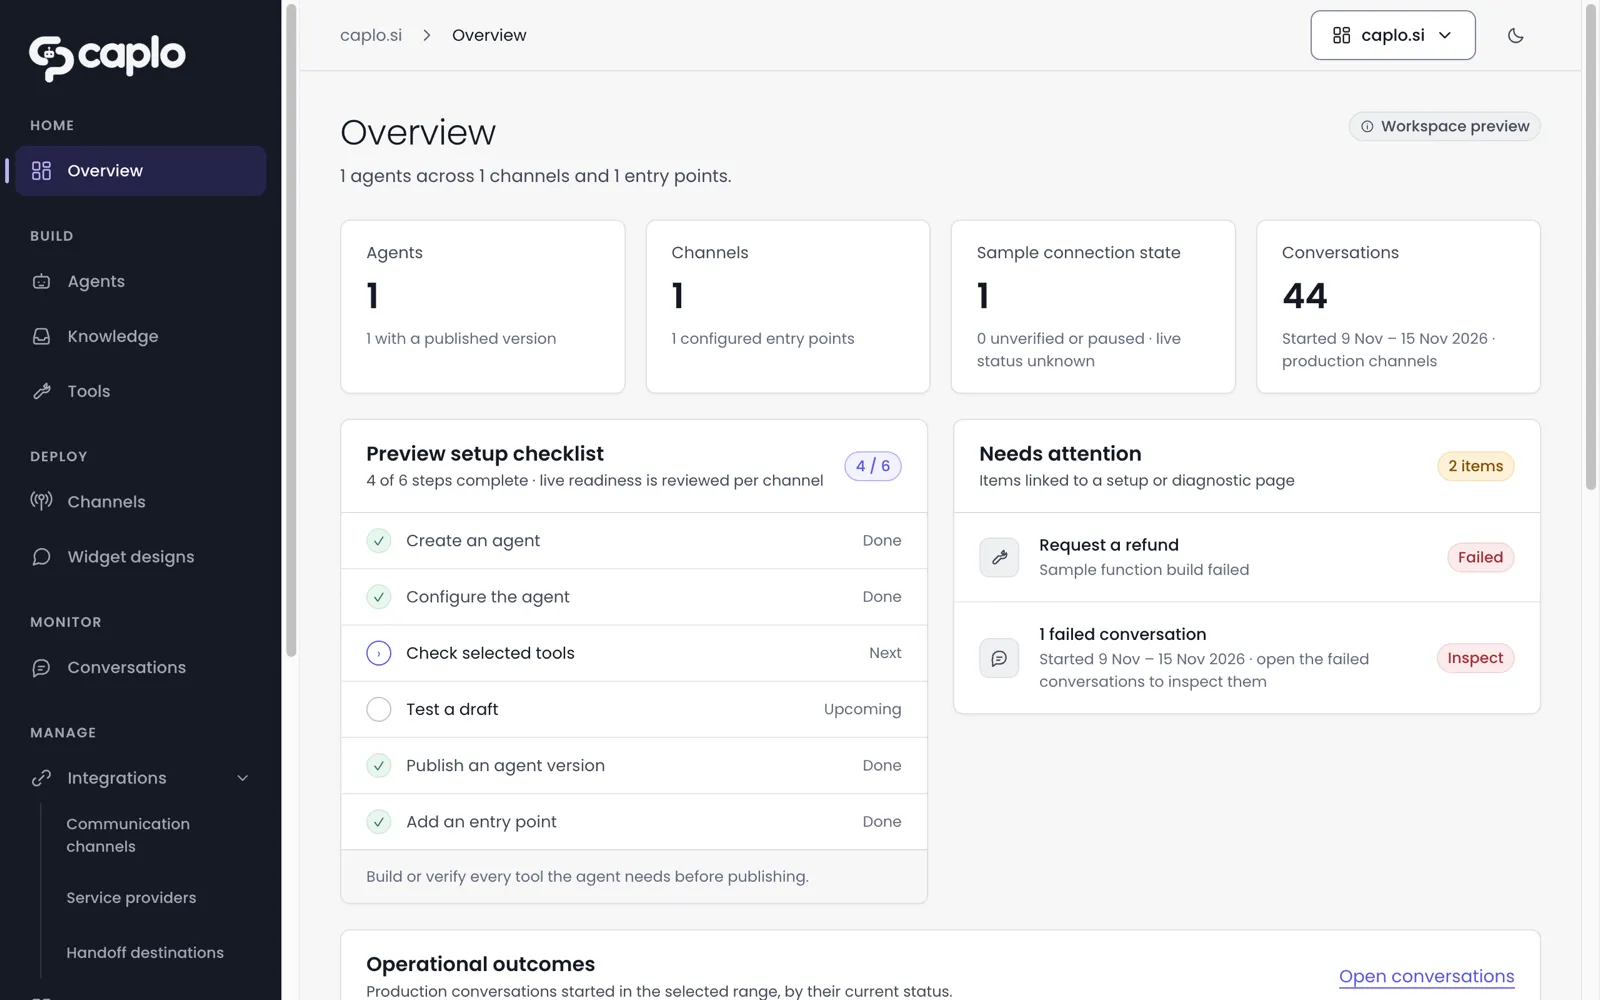 caplo
HOME
Overview
BUILD
Agents
Knowledge
Tools
DEPLOY
Channels
Widget designs
MONITOR
Conversations
MANAGE
Integrations
Communication
channels
Service providers
Handoff destinations
caplo.si > Overview
caplo.si
Overview
Workspace preview
1 agents across 1 channels and 1 entry points.
Agents
1
1 with a published version
Channels
1
1 configured entry points
Sample connection state
1
0 unverified or paused · live
status unknown
Conversations
44
Started 9 Nov – 15 Nov 2026 ·
production channels
Preview setup checklist
4 of 6 steps complete · live readiness is reviewed per channel
4 / 6
Create an agent Done
Configure the agent Done
Check selected tools Next
Test a draft Upcoming
Publish an agent version Done
Add an entry point Done
Build or verify every tool the agent needs before publishing.
Needs attention
Items linked to a setup or diagnostic page
2 items
Request a refund
Sample function build failed
Failed
1 failed conversation
Started 9 Nov – 15 Nov 2026 · open the failed
conversations to inspect them
Inspect
Operational outcomes
Production conversations started in the selected range, by their current status.
Open conversations